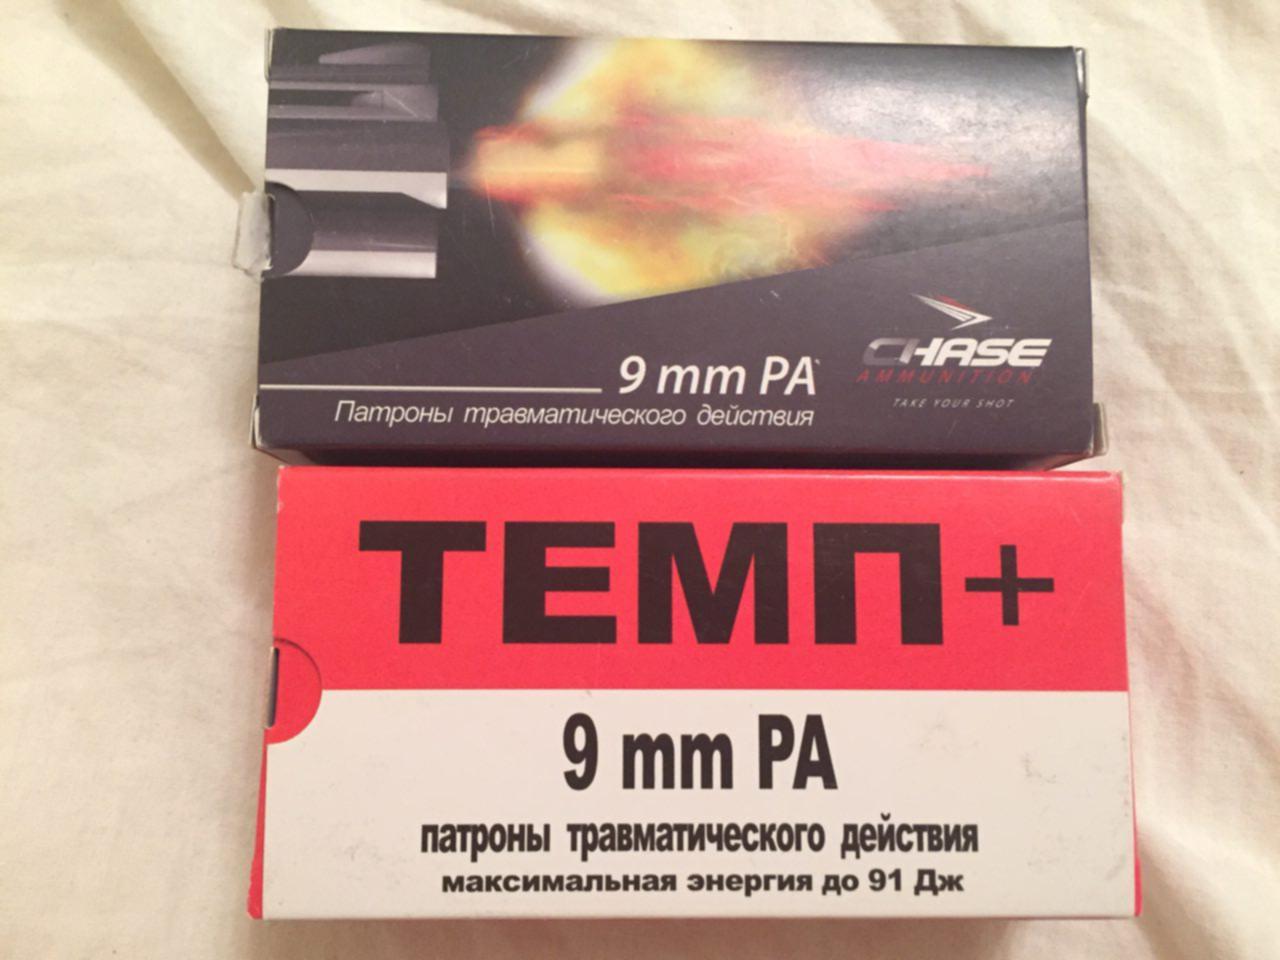 9 mm PA
Патроны травматического действия
CHASE
AMMUNITION
TAKE YOUR SHOT
ТЕМП+
9 mm PA
патроны травматического действия
максимальная энергия до 91 Дж